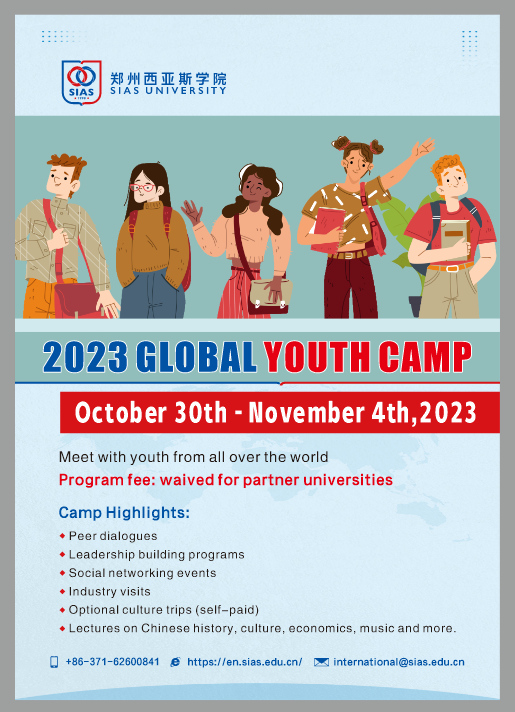 SIAS
郑州西亚斯学院
SIAS UNIVERSITY
2023 GLOBAL YOUTH CAMP
October 30th - November 4th,2023
Meet with youth from all over the world
Program fee: waived for partner universities
Camp Highlights:
Peer dialogues
Leadership building programs
Social networking events
Industry visits
Optional culture trips (self-paid)
Lectures on Chinese history, culture, economics, music and more.
+86-371-62600841 https://en.sias.edu.cn/ international@sias.edu.cn